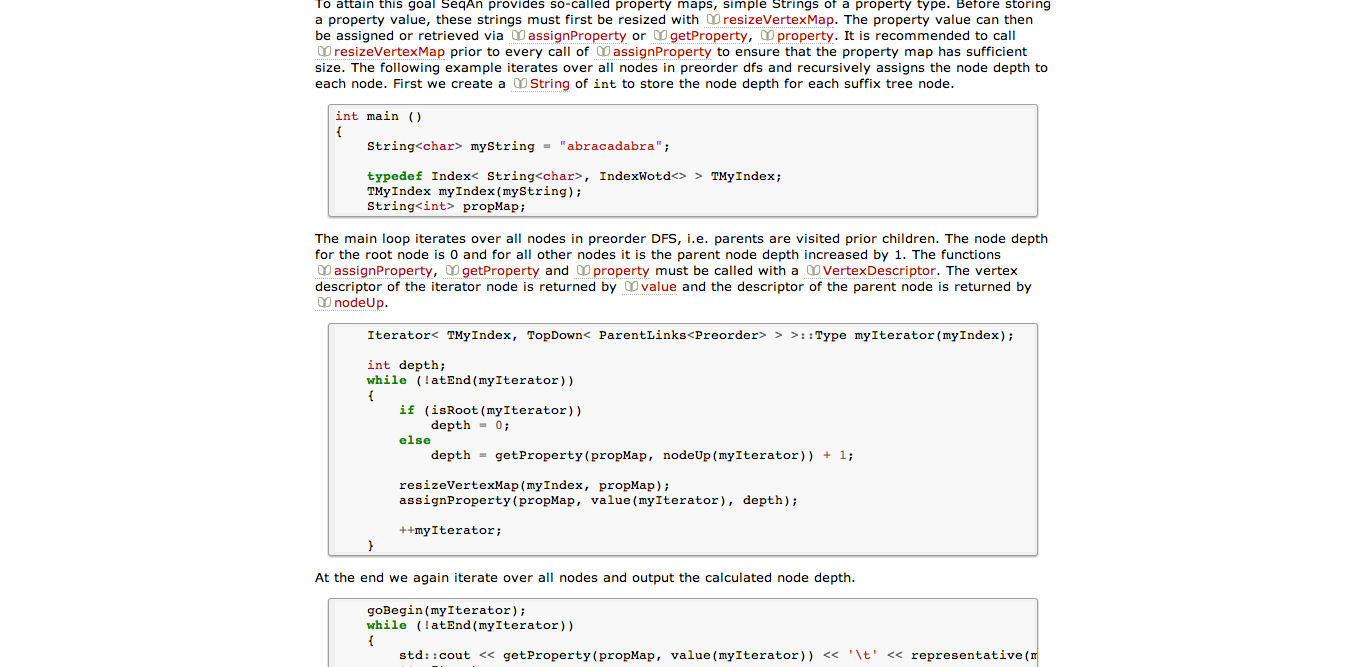 To attain this goal SeqAn provides so-called property maps, simple Strings of a property type. Before storing
a property value, these strings must first be resized with resizeVertexMap. The property value can then
be assigned or retrieved via assignProperty or getProperty, property. It is recommended to call
resizeVertexMap prior to every call of assignProperty to ensure that the property map has sufficient
size. The following example iterates over all nodes in preorder dfs and recursively assigns the node depth to
each node. First we create a String of int to store the node depth for each suffix tree node.
int main ()
{
    String<char> myString = "abracadabra";
    typedef Index< String<char>, IndexWotd<> > TMyIndex;
    TMyIndex myIndex(myString);
    String<int> propMap;
The main loop iterates over all nodes in preorder DFS, i.e. parents are visited prior children. The node depth
for the root node is 0 and for all other nodes it is the parent node depth increased by 1. The functions
assignProperty, getProperty and property must be called with a VertexDescriptor. The vertex
descriptor of the iterator node is returned by value and the descriptor of the parent node is returned by
nodeUp.
    Iterator< TMyIndex, TopDown< ParentLinks<Preorder> > >::Type myIterator(myIndex);
    int depth;
    while (!atEnd(myIterator))
    {
        if (isRoot(myIterator))
            depth = 0;
        else
            depth = getProperty(propMap, nodeUp(myIterator)) + 1;
        resizeVertexMap(myIndex, propMap);
        assignProperty(propMap, value(myIterator), depth);
        ++myIterator;
    }
At the end we again iterate over all nodes and output the calculated node depth.
    goBegin(myIterator);
    while (!atEnd(myIterator))
    {
        std::cout << getProperty(propMap, value(myIterator)) << '\t' << representative(m